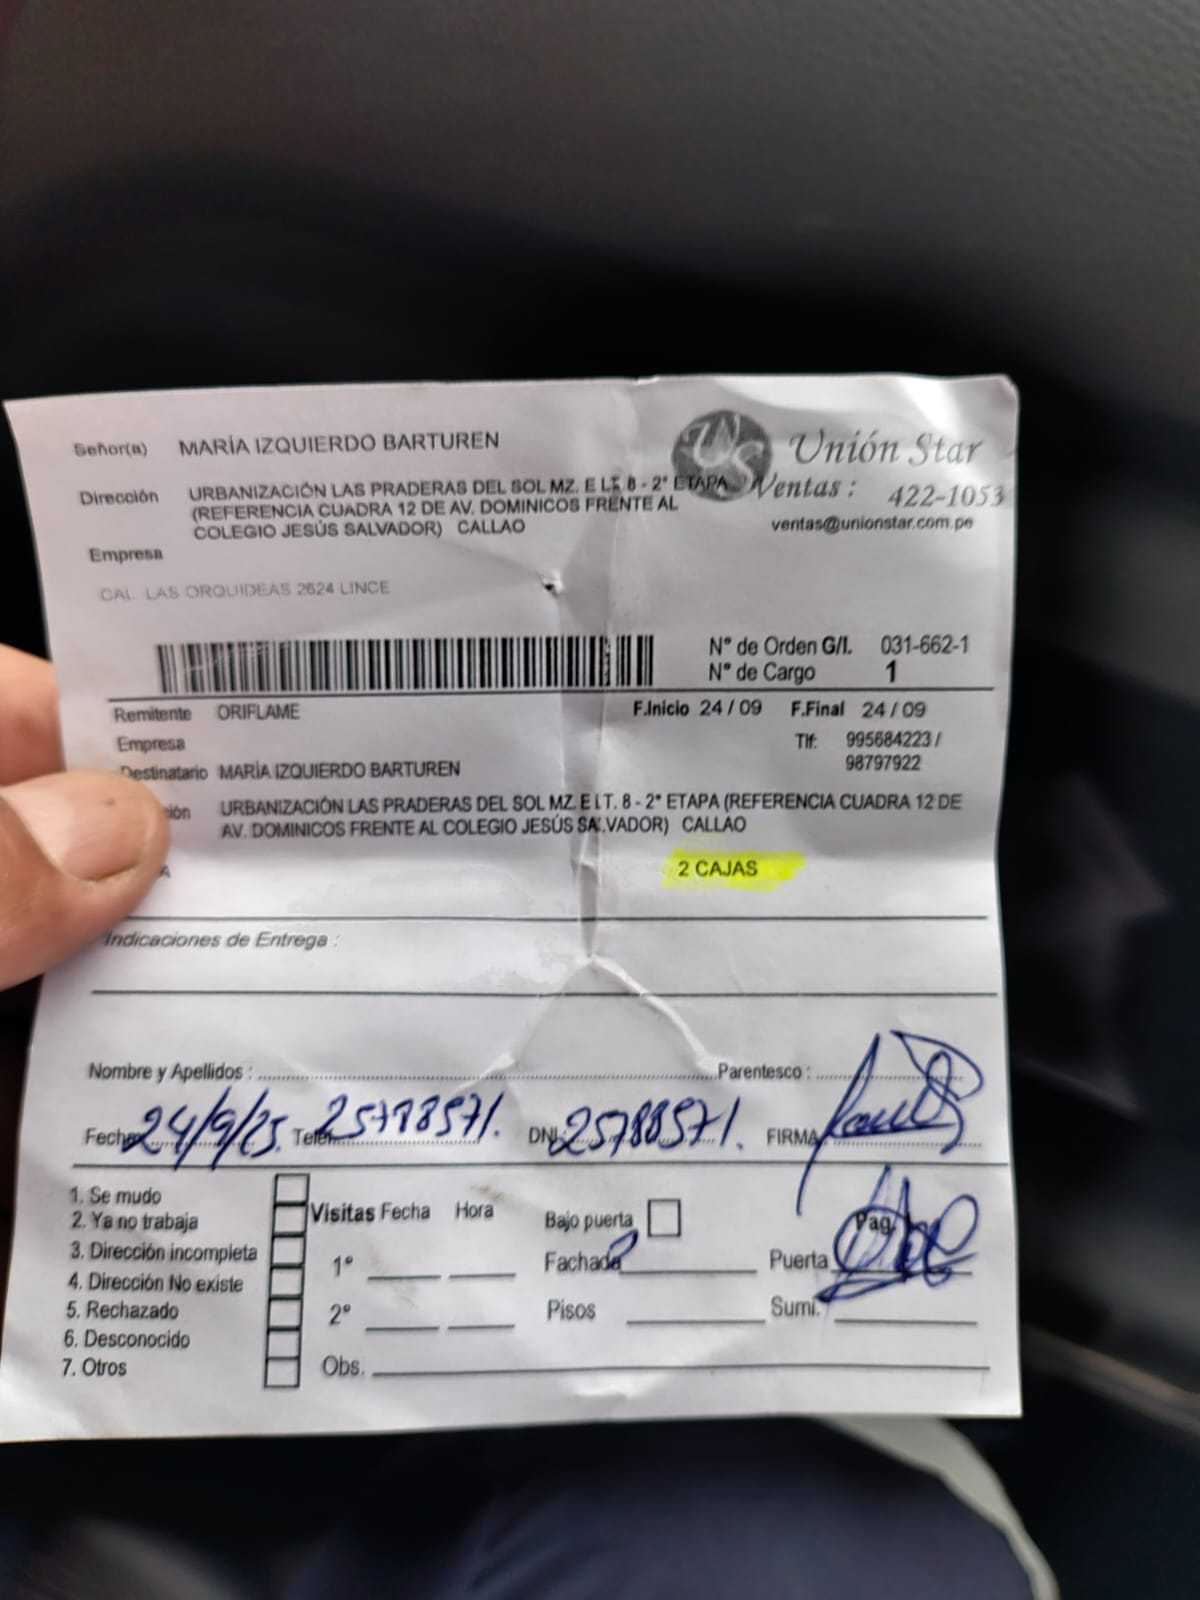 Señor(a) MARÍA IZQUIERDO BARTUREN
US Unión Star
Dirección URBANIZACIÓN LAS PRADERAS DEL SOL MZ. E LT. 8 - 2° ETAPA
(REFERENCIA CUADRA 12 DE AV. DOMINICOS FRENTE AL
COLEGIO JESÚS SALVADOR) CALLAO
Ventas : 422-1053
ventas@unionstar.com.pe
Empresa
CAL. LAS ORQUIDEAS 2624 LINCE
N° de Orden G/I. 031-662-1
N° de Cargo 1
Remitente ORIFLAME F.Inicio 24 / 09 F.Final 24 / 09
Empresa Tlf: 995684223 /
98797922
Destinatario MARÍA IZQUIERDO BARTUREN
ción URBANIZACIÓN LAS PRADERAS DEL SOL MZ. E LT. 8 - 2° ETAPA (REFERENCIA CUADRA 12 DE
AV. DOMINICOS FRENTE AL COLEGIO JESÚS SALVADOR) CALLAO
A 2 CAJAS
Indicaciones de Entrega :
Nombre y Apellidos : Parentesco :
Fecha 24/9/25. Telef. 25788571. DNI 25788571. FIRMA
1. Se mudo
2. Ya no trabaja
3. Dirección incompleta
4. Dirección No existe
5. Rechazado
6. Desconocido
7. Otros
Visitas Fecha Hora
1°
2°
Obs.
Bajo puerta
Fachada
Pisos
Pag.
Puerta
Sumi.